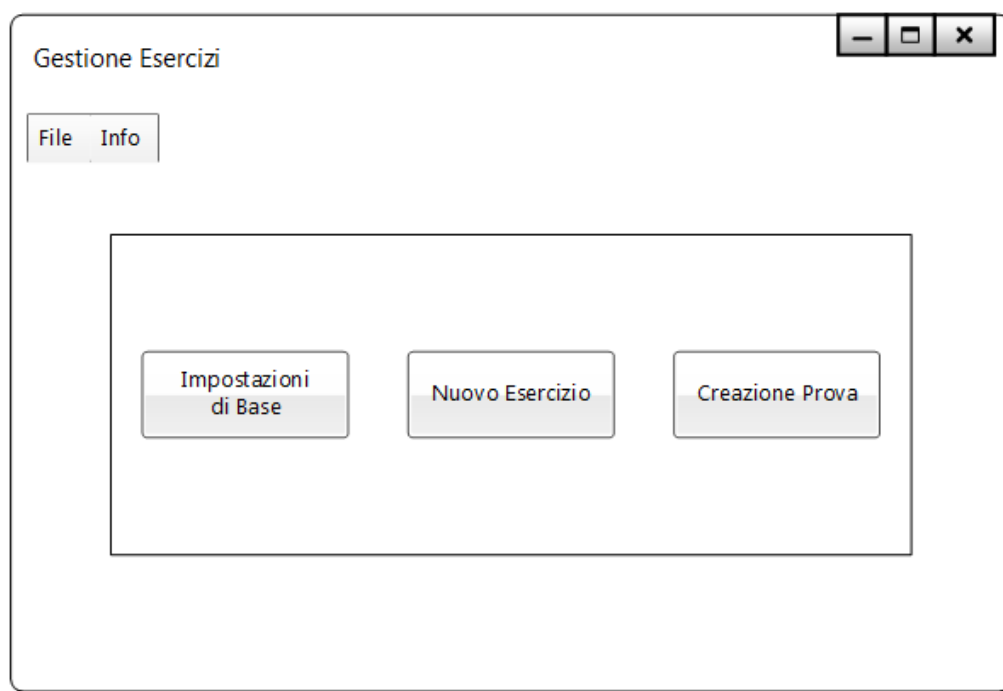 Gestione Esercizi
File Info
Impostazioni
di Base
Nuovo Esercizio
Creazione Prova